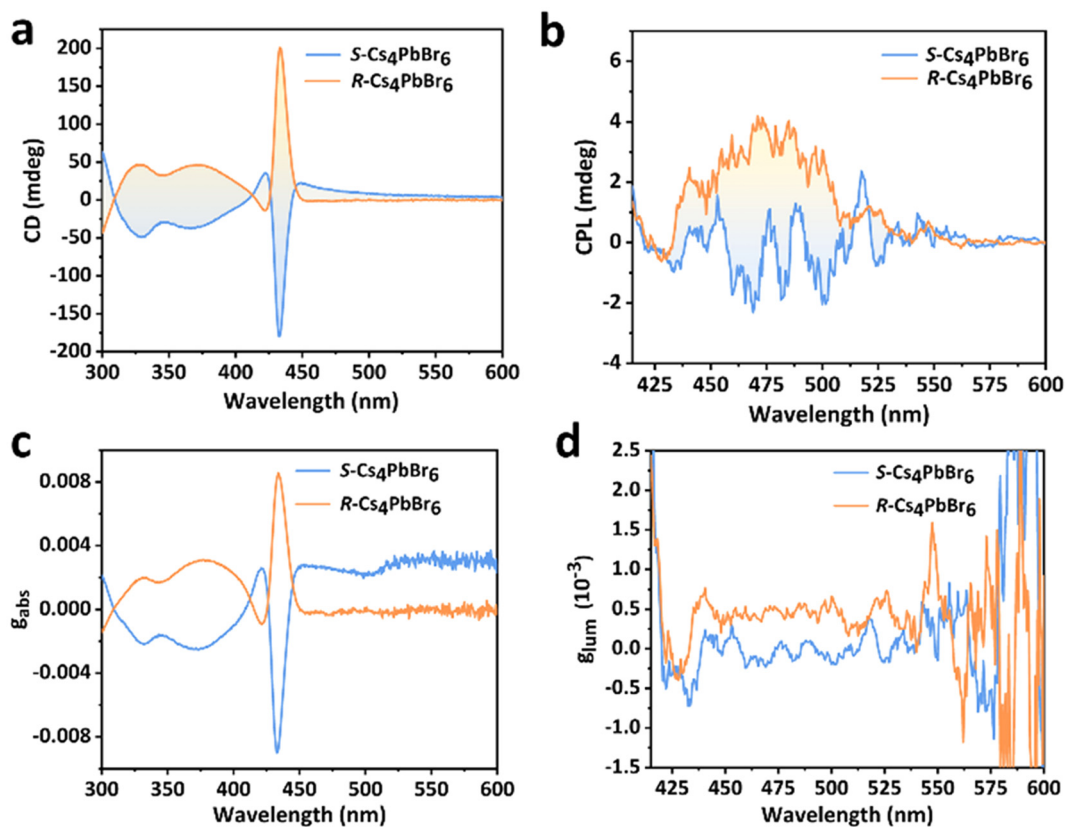 a
200
150
100
50
0
-50
-100
-150
-200
300
350
400
450
500
550
600
CD (mdeg)
Wavelength (nm)
S-Cs4PbBr6
R-Cs4PbBr6
b
6
4
2
0
-2
-4
425
450
475
500
525
550
575
600
CPL (mdeg)
Wavelength (nm)
S-Cs4PbBr6
R-Cs4PbBr6
c
0.008
0.004
0.000
-0.004
-0.008
300
350
400
450
500
550
600
gabs
Wavelength (nm)
S-Cs4PbBr6
R-Cs4PbBr6
d
2.5
2.0
1.5
1.0
0.5
0.0
-0.5
-1.0
-1.5
425
450
475
500
525
550
575
600
glum (10-3)
Wavelength (nm)
S-Cs4PbBr6
R-Cs4PbBr6